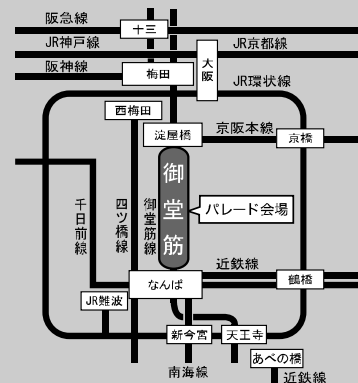 阪急線
十三
JR神戸線
大阪
JR京都線
阪神線
梅田
JR環状線
西梅田
淀屋橋
京阪本線
京橋
御堂筋
パレード会場
千日前線
四ツ橋線
御堂筋線
近鉄線
なんば
鶴橋
JR難波
新今宮
天王寺
あべの橋
南海線
近鉄線